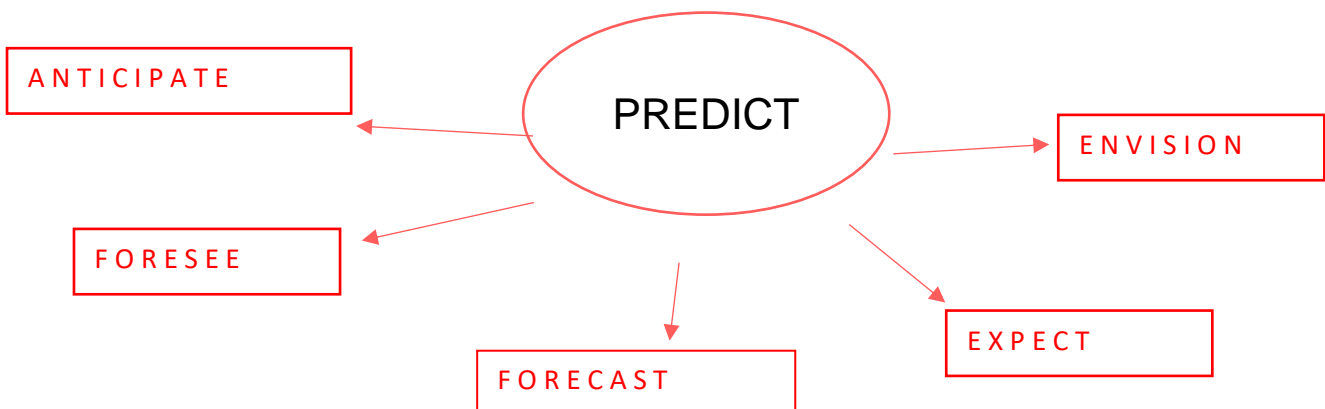 ANTICIPATE
PREDICT
ENVISION
FORESEE
EXPECT
FORECAST